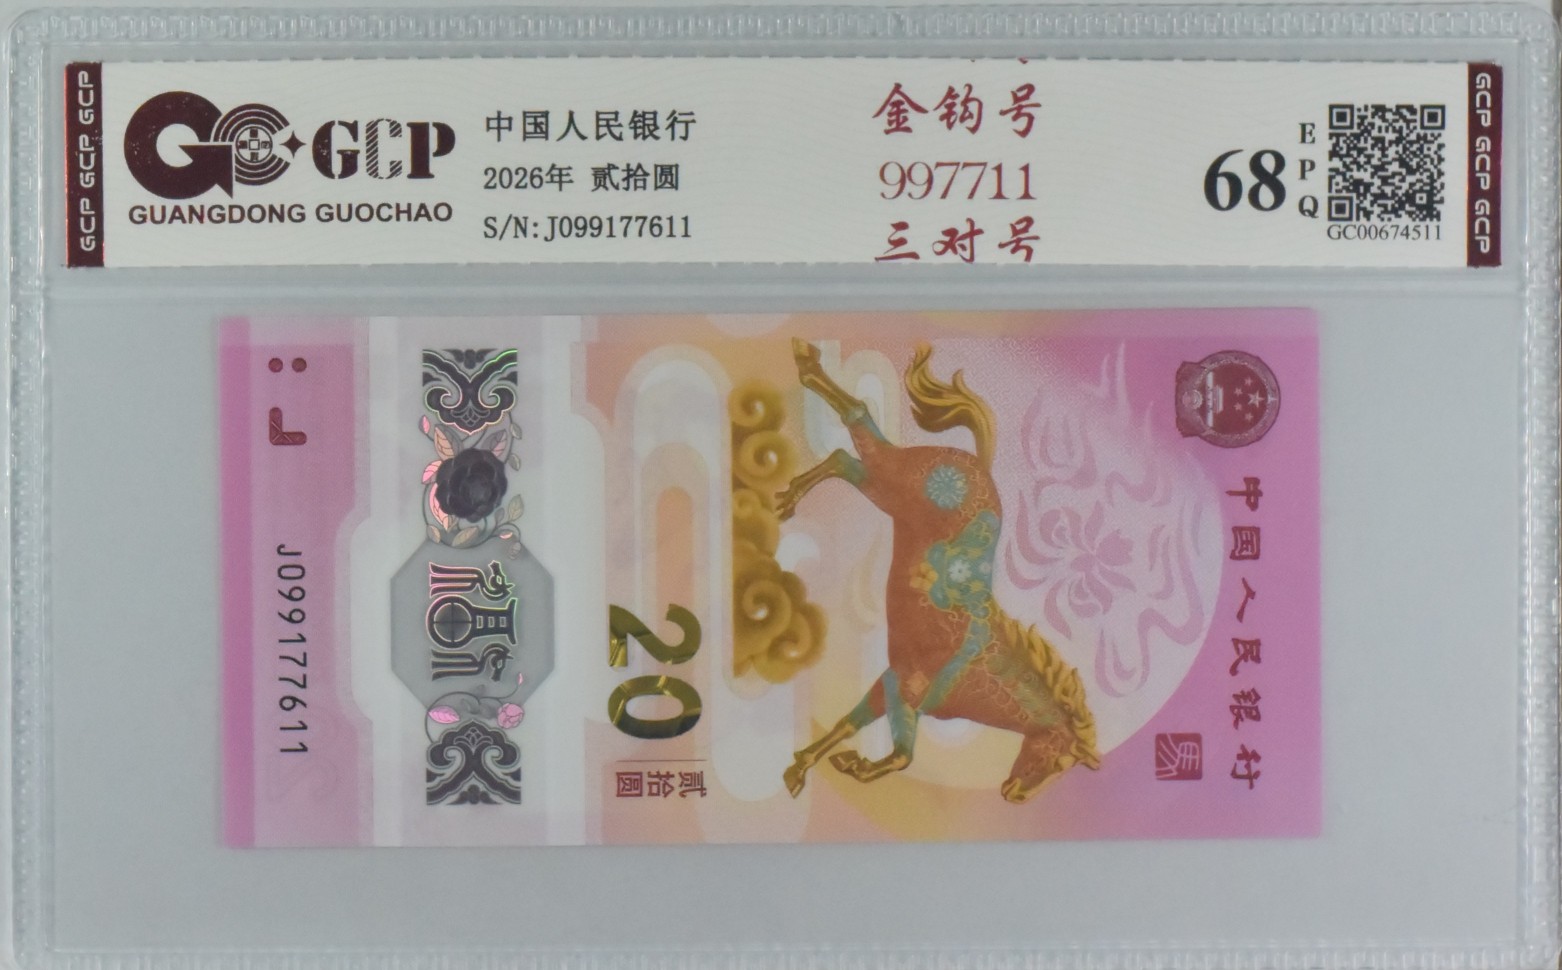 GCP GCP GCP
GC GCP
GUANGDONG GUOCHAO
中国人民银行
2026年 贰拾圆
S/N:J099177611
金钩号
997711
三对号
68
EPQ
GC00674511
GCP GCP GCP
J099177611
20
贰拾圆
中国人民银行
馬